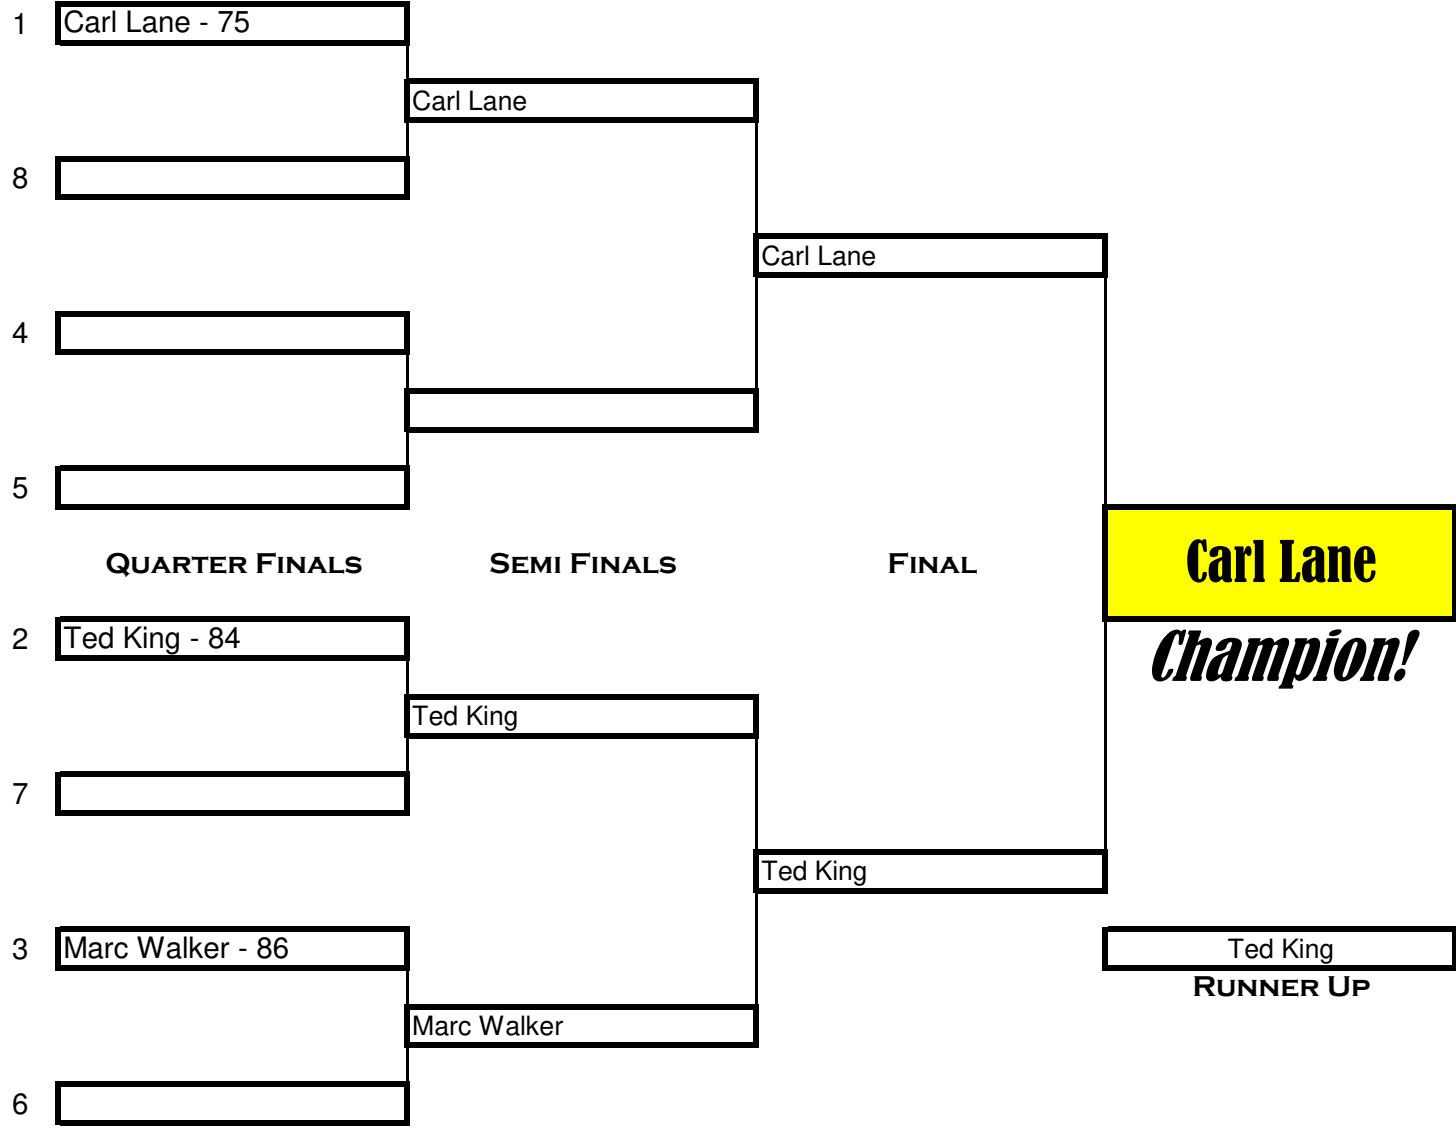 1 Carl Lane - 75
Carl Lane
8
Carl Lane
4
5
QUARTER FINALS SEMI FINALS FINAL Carl Lane
2 Ted King - 84 Champion!
Ted King
7
Ted King
3 Marc Walker - 86 Ted King
RUNNER UP
Marc Walker
6